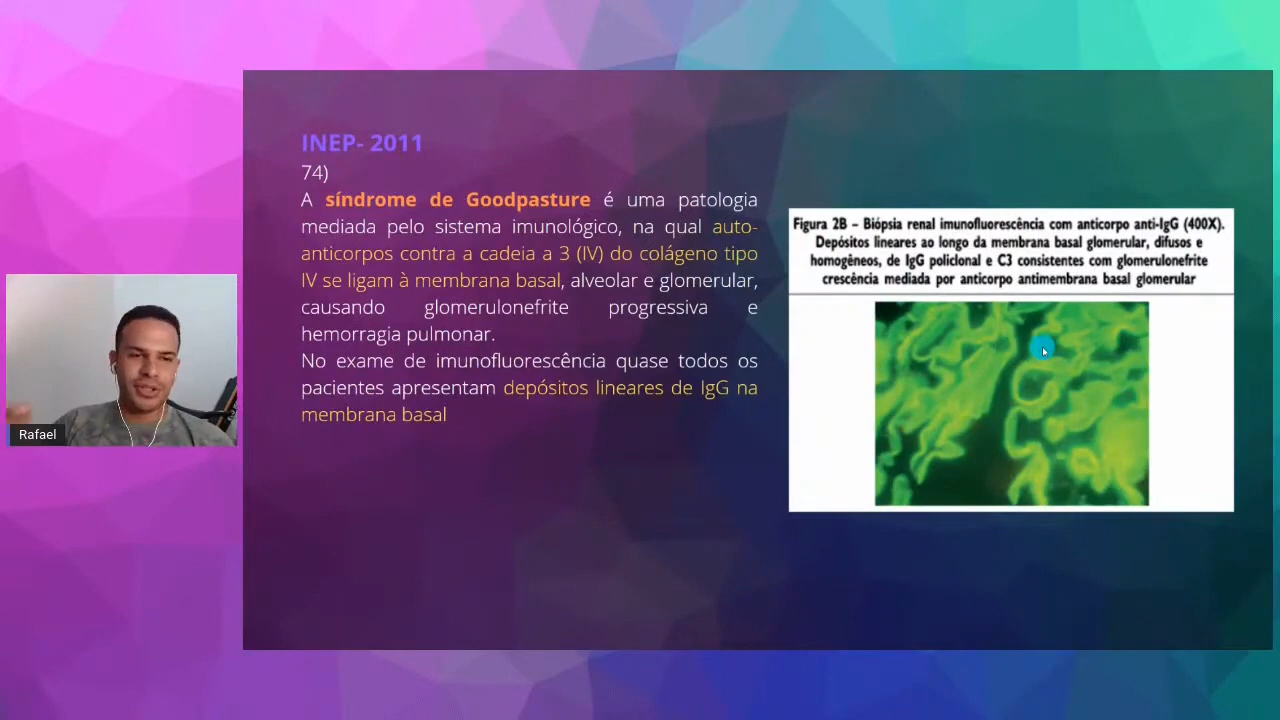 INEP- 2011
74)
A síndrome de Goodpasture é uma patologia
mediada pelo sistema imunológico, na qual auto-
anticorpos contra a cadeia a 3 (IV) do colágeno tipo
IV se ligam à membrana basal, alveolar e glomerular,
causando glomerulonefrite progressiva e
hemorragia pulmonar.
No exame de imunofluorescência quase todos os
pacientes apresentam depósitos lineares de IgG na
membrana basal
Figura 2B – Biópsia renal imunofluorescência com anticorpo anti-IgG (400X).
Depósitos lineares ao longo da membrana basal glomerular, difusos e
homogêneos, de IgG policlonal e C3 consistentes com glomerulonefrite
crescência mediada por anticorpo antimembrana basal glomerular
Rafael